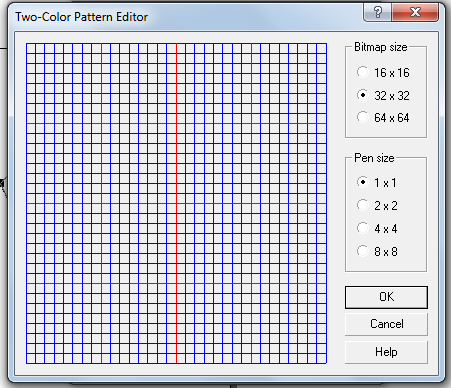 Two-Color Pattern Editor
?
Bitmap size
16 x 16
32 x 32
64 x 64
Pen size
1 x 1
2 x 2
4 x 4
8 x 8
OK
Cancel
Help